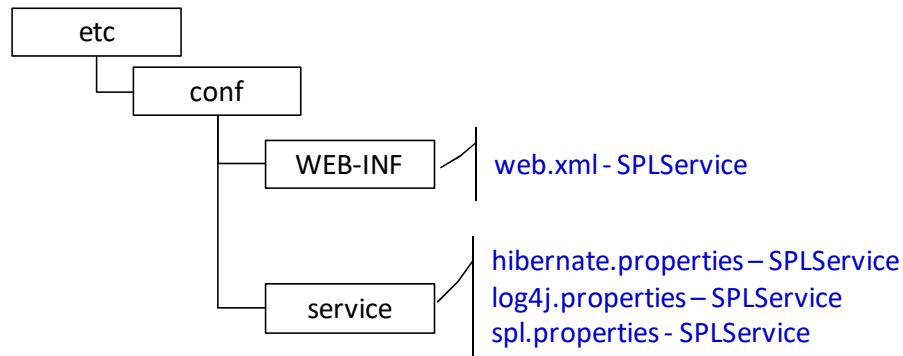 etc
conf
WEB-INF
web.xml - SPLService
hibernate.properties – SPLService
log4j.properties – SPLService
service
spl.properties - SPLService